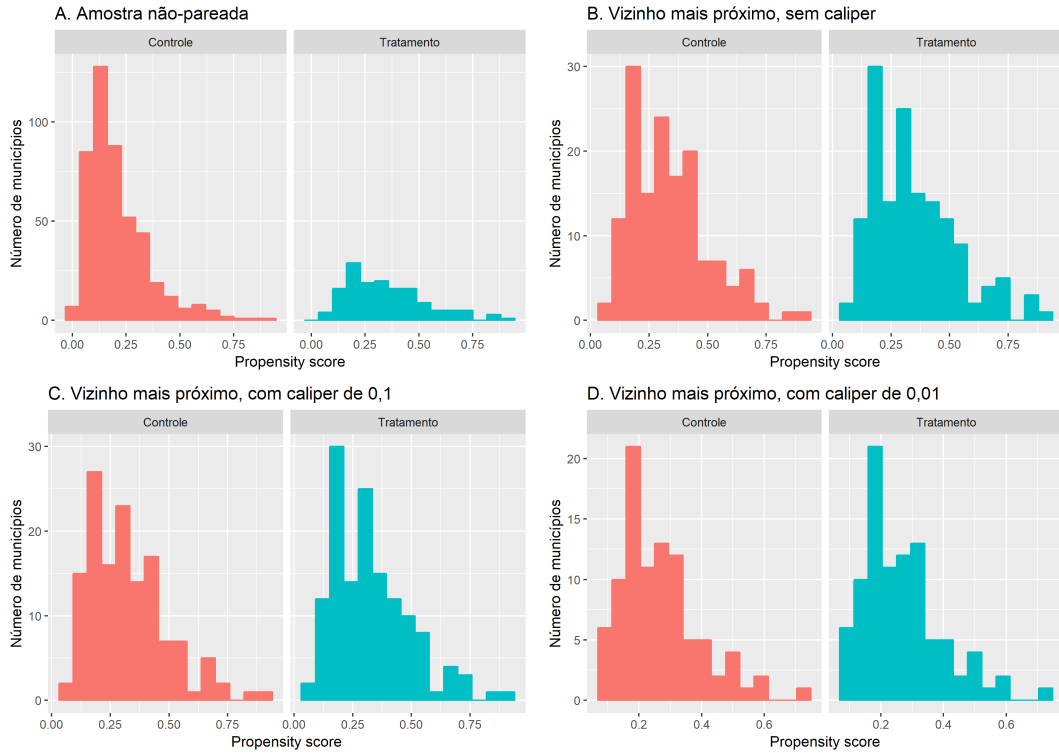 A. Amostra não-pareada
Controle
Tratamento
100
50
0
0.00 0.25 0.50 0.75
0.00 0.25 0.50 0.75
Número de municípios
Propensity score
B. Vizinho mais próximo, sem caliper
Controle
Tratamento
30
20
10
0
0.00 0.25 0.50 0.75
0.00 0.25 0.50 0.75
Número de municípios
Propensity score
C. Vizinho mais próximo, com caliper de 0,1
Controle
Tratamento
30
20
10
0
0.00 0.25 0.50 0.75
0.00 0.25 0.50 0.75
Número de municípios
Propensity score
D. Vizinho mais próximo, com caliper de 0,01
Controle
Tratamento
20
15
10
5
0
0.2 0.4 0.6
0.2 0.4 0.6
Número de municípios
Propensity score